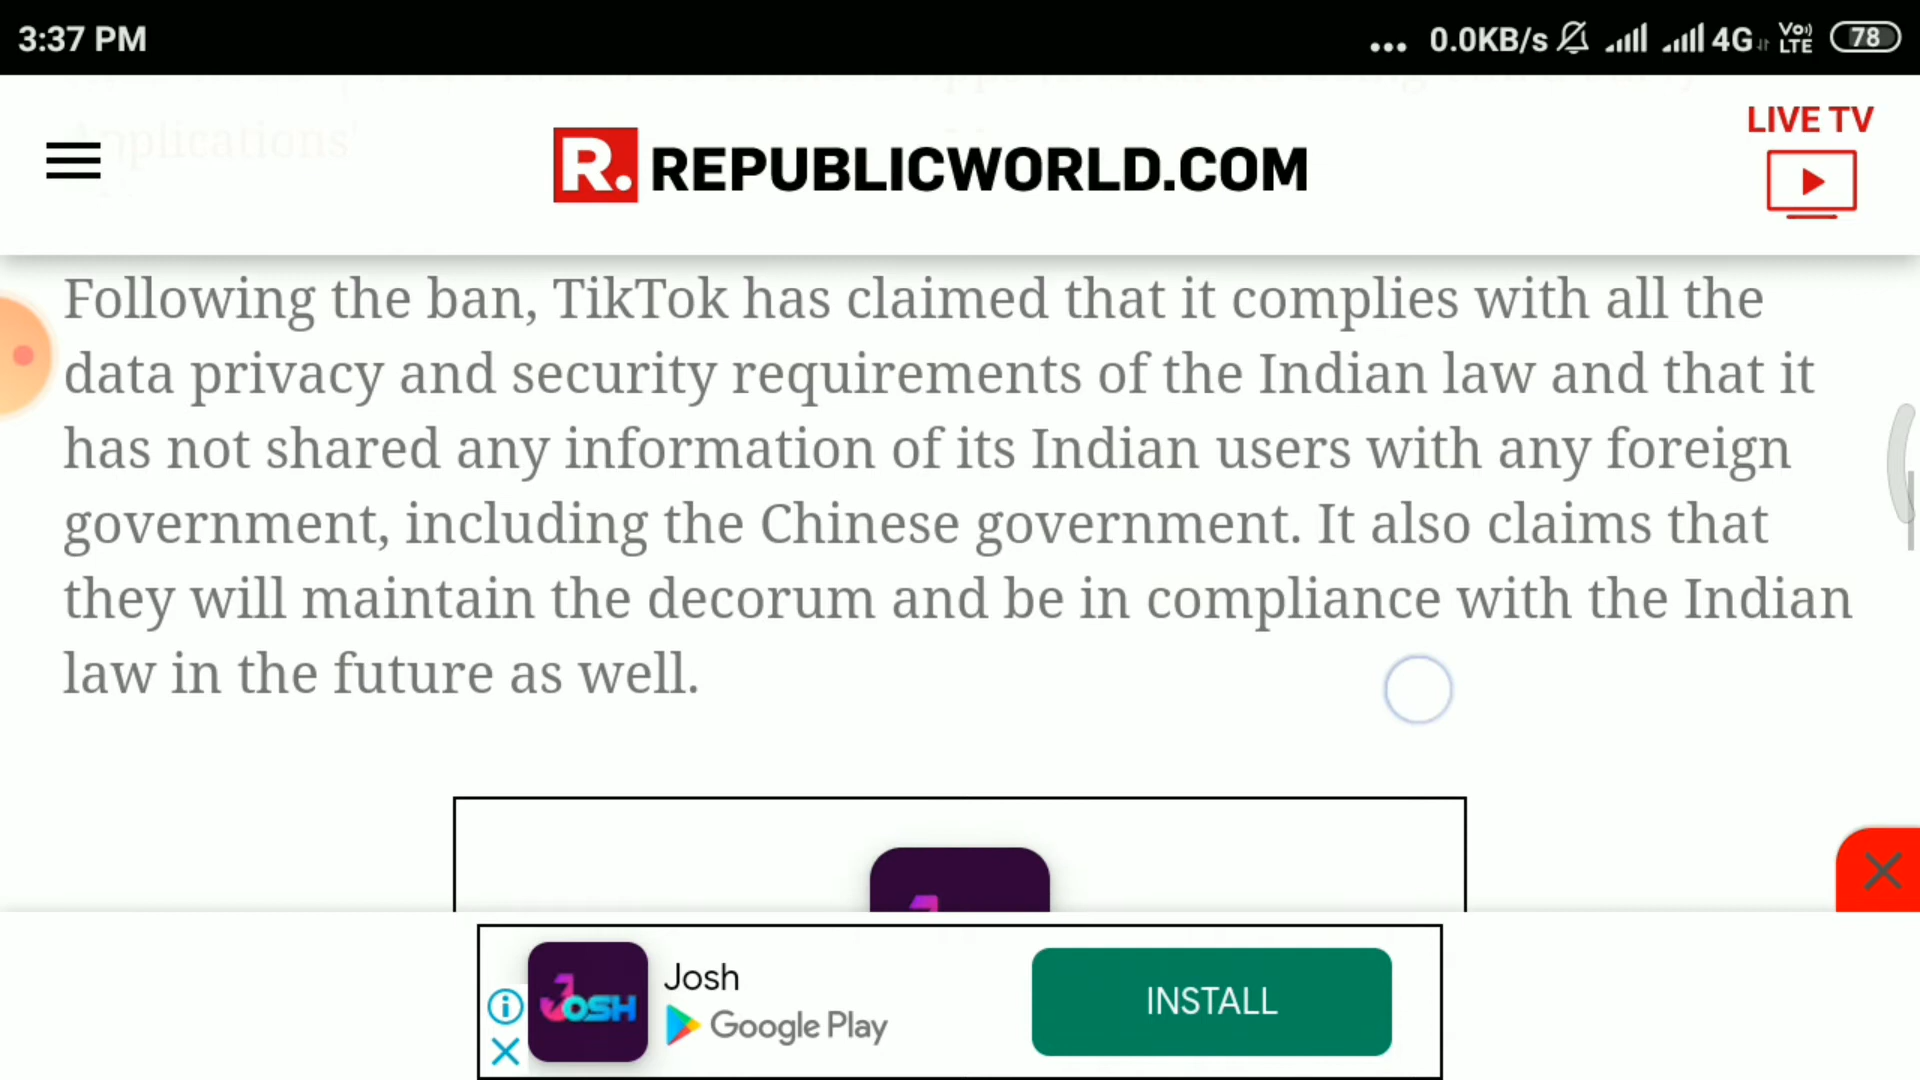 3:37 PM
... 0.0KB/s 4G Vo) LTE 78
Applications'
R. REPUBLICWORLD.COM
LIVE TV
Following the ban, TikTok has claimed that it complies with all the
data privacy and security requirements of the Indian law and that it
has not shared any information of its Indian users with any foreign
government, including the Chinese government. It also claims that
they will maintain the decorum and be in compliance with the Indian
law in the future as well.
JOSH
Josh
Google Play
INSTALL